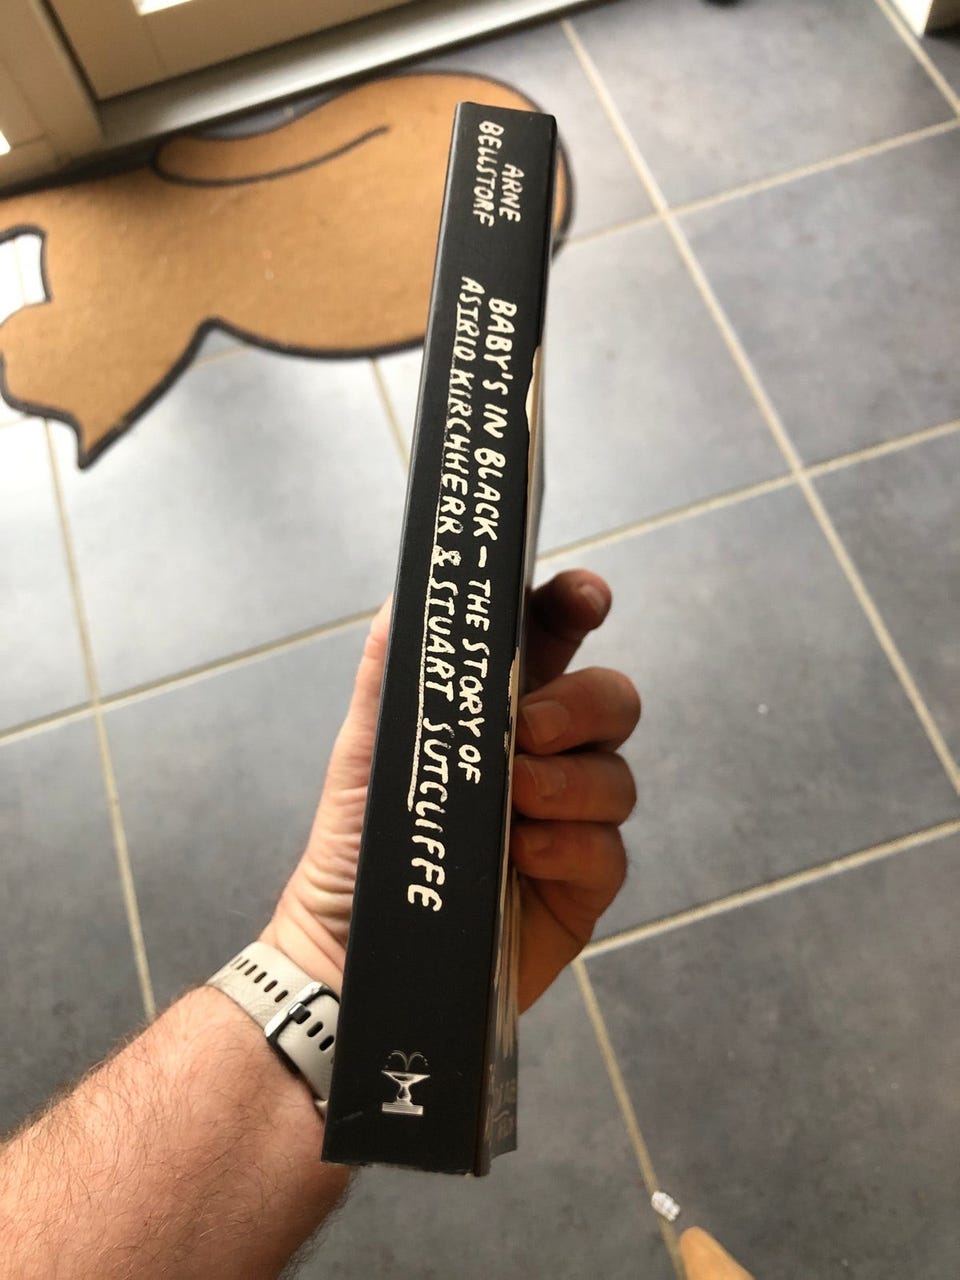 ARNE
BELLSTORF
BABY'S IN BLACK – THE STORY OF
ASTRID KIRCHHERR & STUART SUTCLIFFE